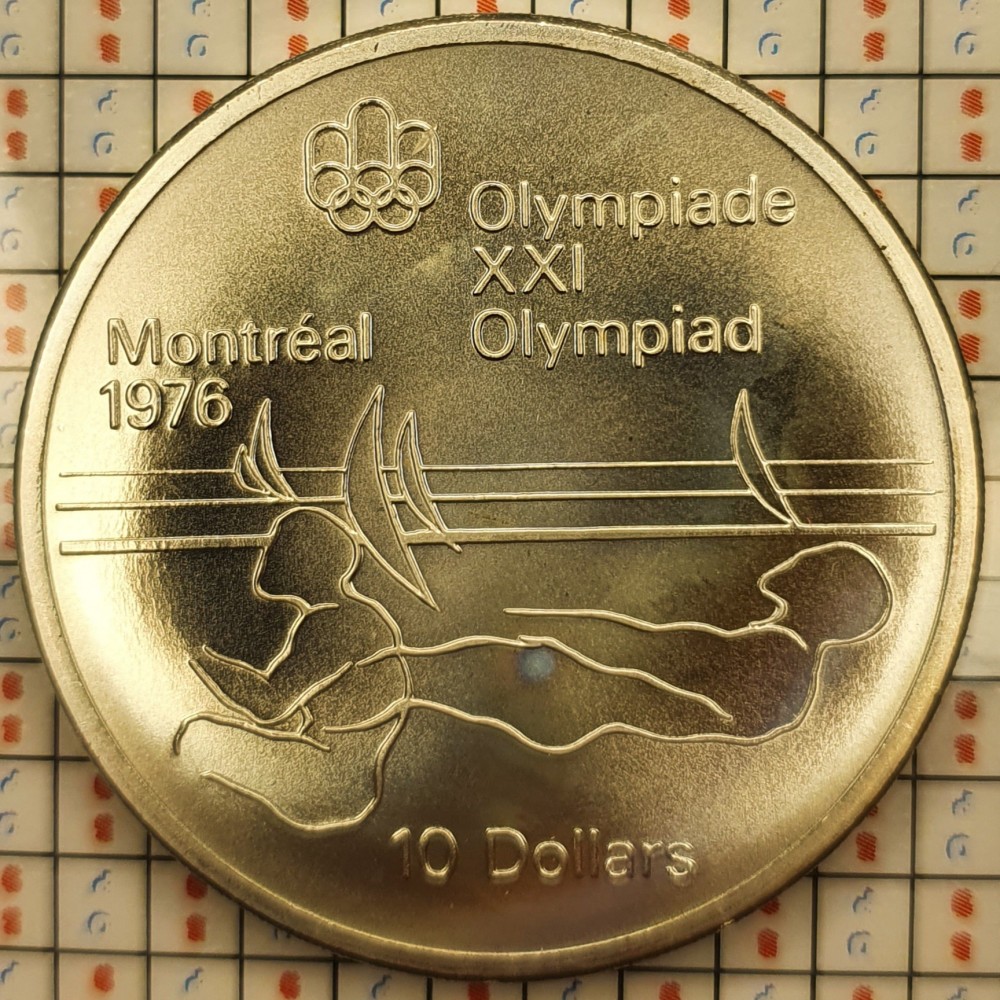 Olympiade
XXI
Olympiad
Montréal
1976
10 Dollars